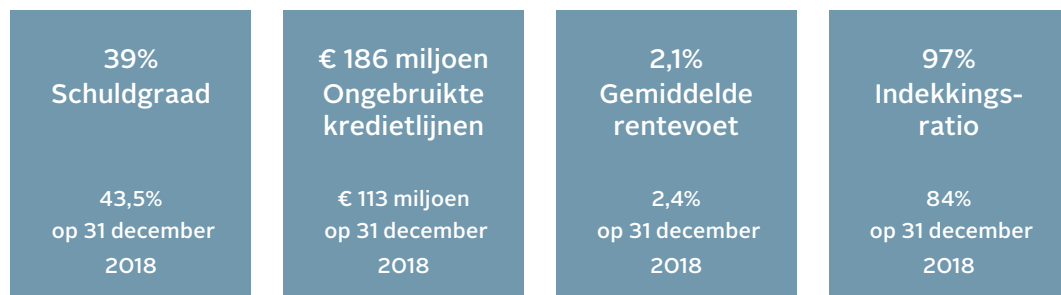 39%
Schuldgraad
43,5%
op 31 december
2018
€ 186 miljoen
Ongebruikte
kredietlijnen
€ 113 miljoen
op 31 december
2018
2,1%
Gemiddelde
rentevoet
2,4%
op 31 december
2018
97%
Indekkings-
ratio
84%
op 31 december
2018